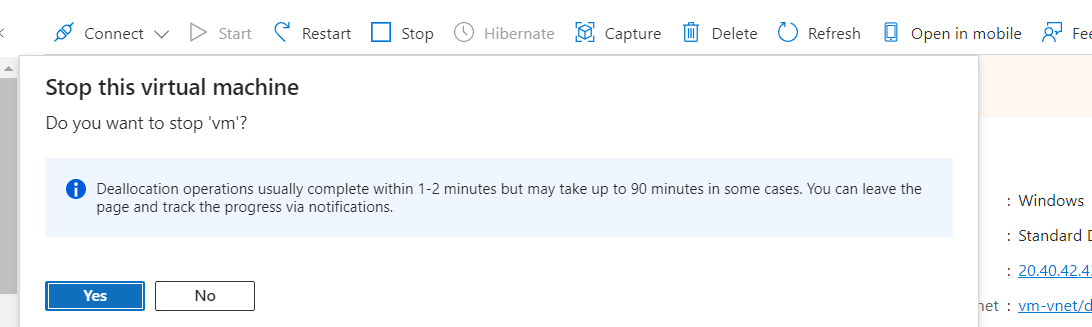 Connect Start Restart Stop Hibernate Capture Delete Refresh Open in mobile
Stop this virtual machine
Do you want to stop 'vm'?
Deallocation operations usually complete within 1-2 minutes but may take up to 90 minutes in some cases. You can leave the
page and track the progress via notifications.
: Windows
: Standard
: 20.40.42.4
: vm-vnet/d
Yes No